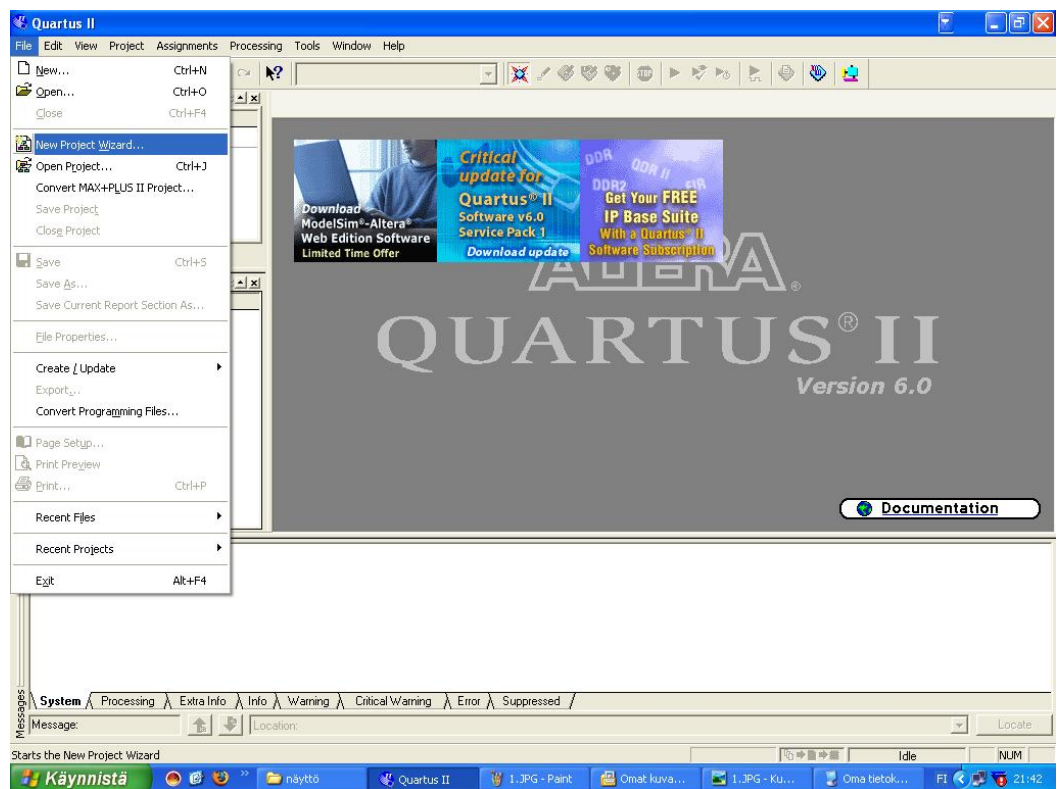 Quartus II
File Edit View Project Assignments Processing Tools Window Help
New... Ctrl+N
Open... Ctrl+O
Close Ctrl+F4
New Project Wizard...
Open Project... Ctrl+J
Convert MAX+PLUS II Project...
Save Project
Close Project
Save Ctrl+S
Save As...
Save Current Report Section As...
File Properties...
Create / Update
Export...
Convert Programming Files...
Page Setup...
Print Preview
Print... Ctrl+P
Recent Files
Recent Projects
Exit Alt+F4
STOP
Download
ModelSim®-Altera®
Web Edition Software
Limited Time Offer
Critical
update for
Quartus® II
Software v6.0
Service Pack 1
Download update
DDR QDR II
DDR2 FIR
Get Your FREE
IP Base Suite
With a Quartus® II
Software Subscription
ALTERA®
QUARTUS® II
Version 6.0
Documentation
Messages
System Processing Extra Info Info Warning Critical Warning Error Suppressed
Message: Location: Locate
Starts the New Project Wizard Idle NUM
Käynnistä » näyttö Quartus II 1.JPG - Paint Omat kuva... 1.JPG - Ku... Oma tietok... FI 21:42